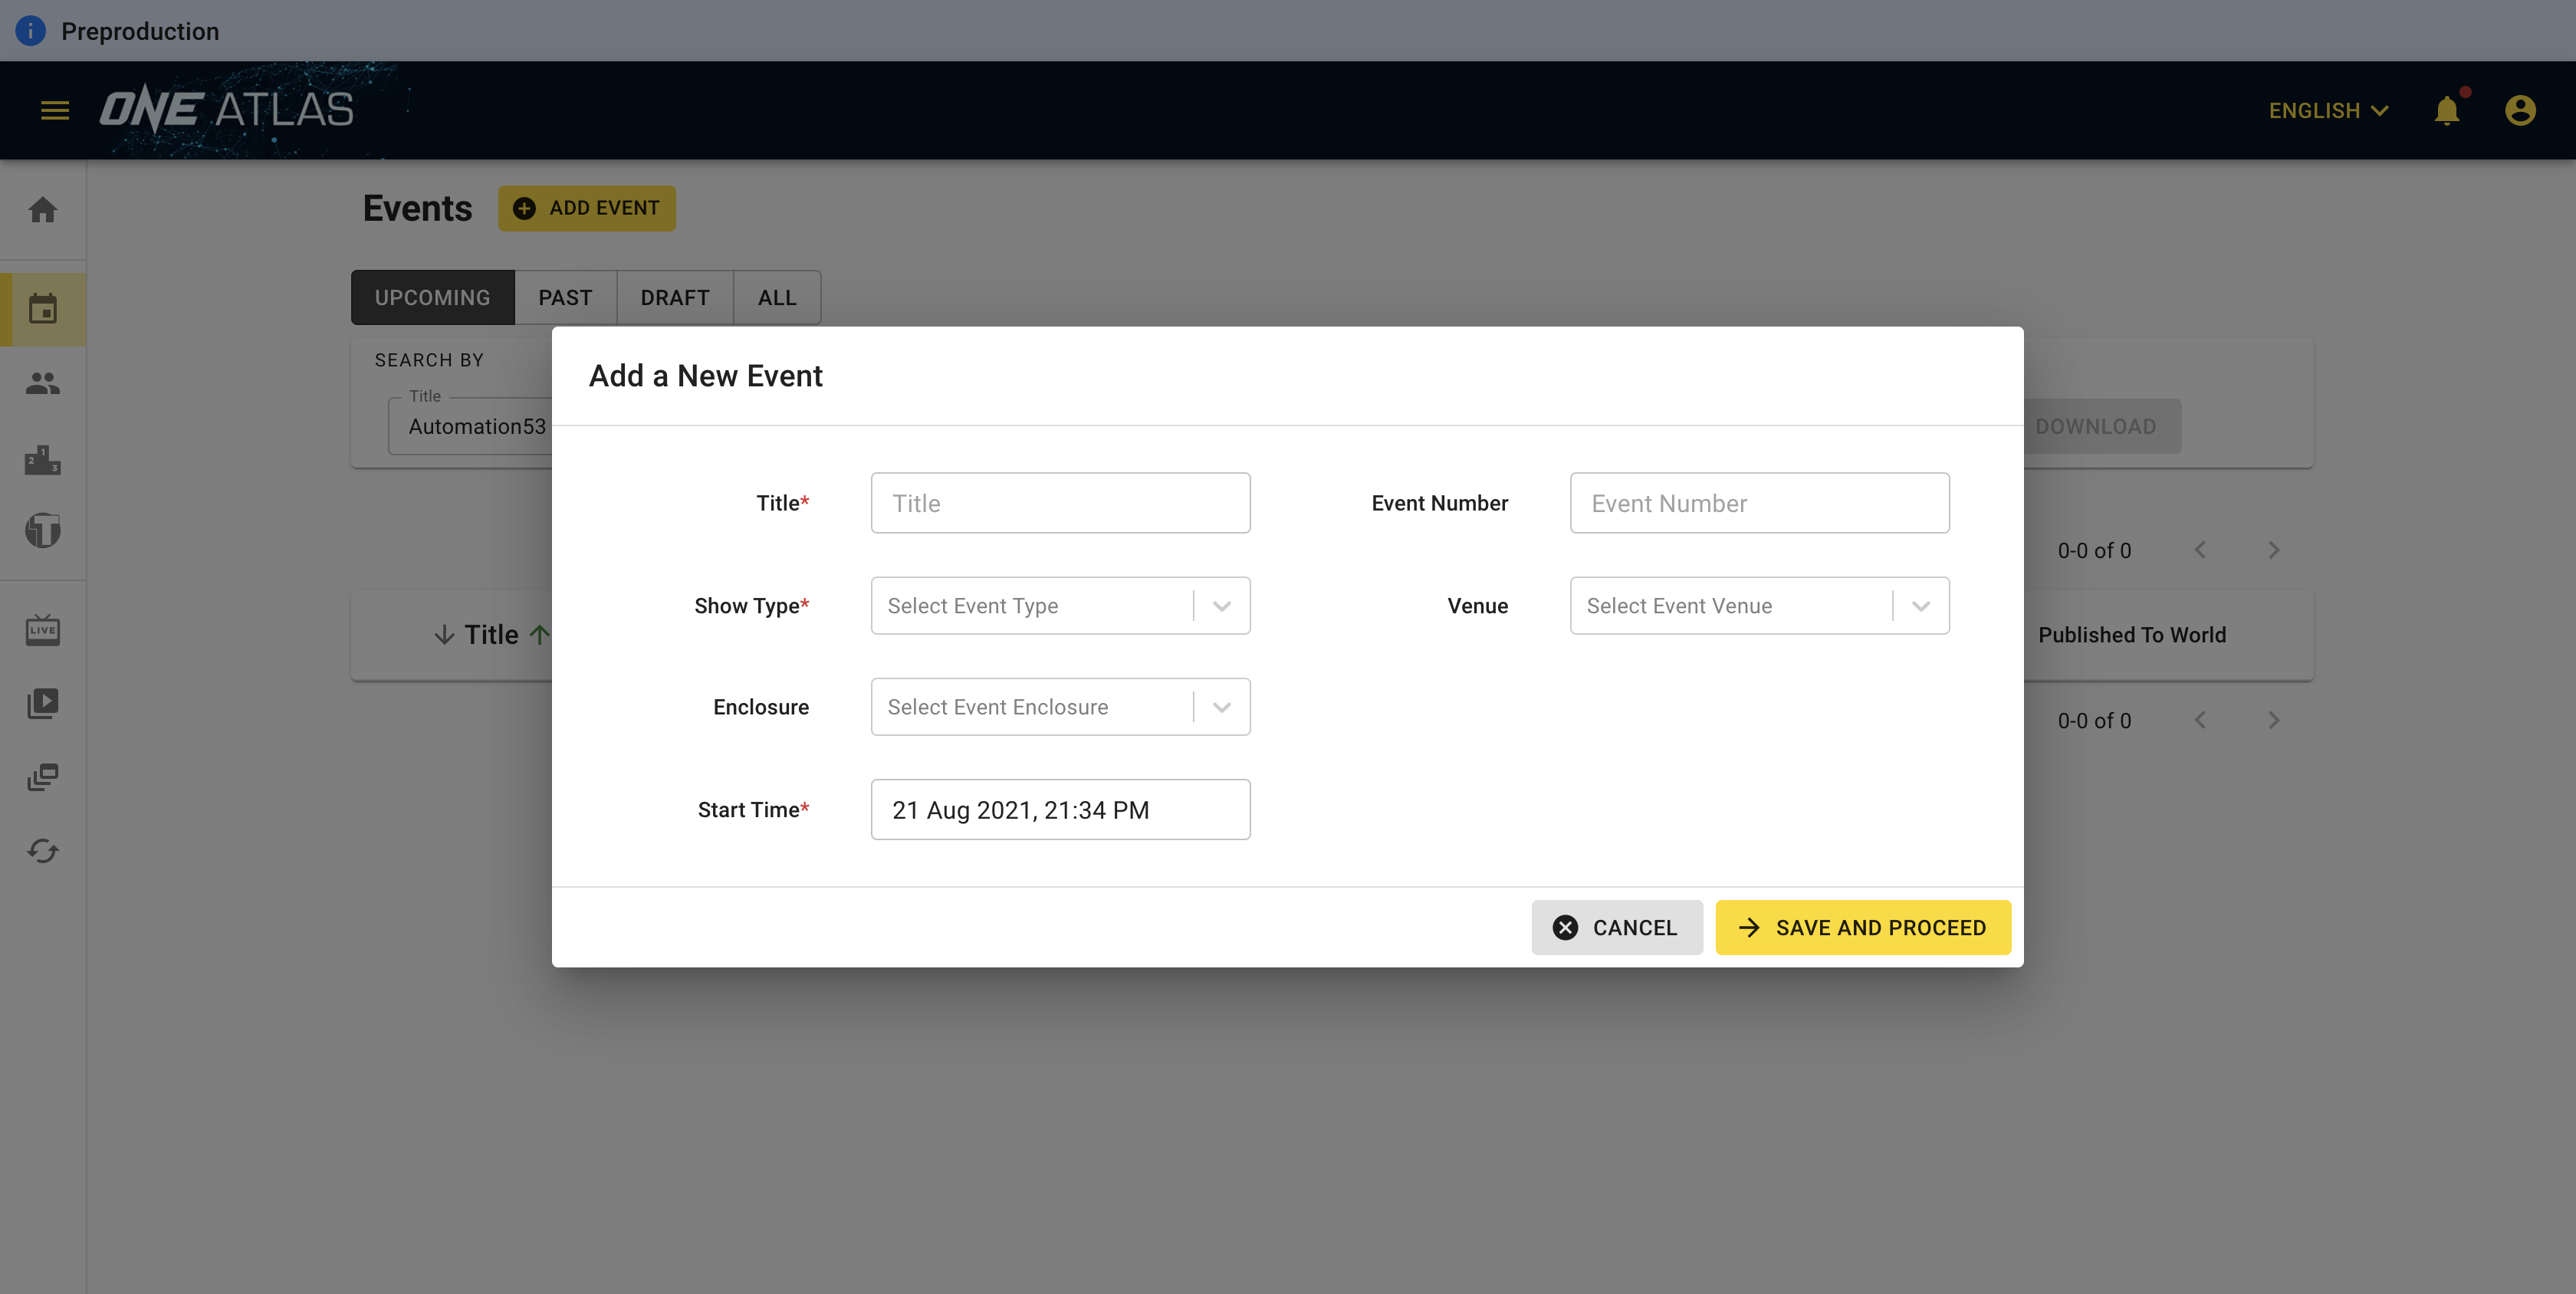 Preproduction
ONE ATLAS
ENGLISH
Events
ADD EVENT
UPCOMING
PAST
DRAFT
ALL
SEARCH BY
Title
Automation53
DOWNLOAD
0-0 of 0
Title
Published To World
0-0 of 0
LIVE
2 1 3
T
Add a New Event
Title*
Title
Event Number
Event Number
Show Type*
Select Event Type
Venue
Select Event Venue
Enclosure
Select Event Enclosure
Start Time*
21 Aug 2021, 21:34 PM
CANCEL
SAVE AND PROCEED